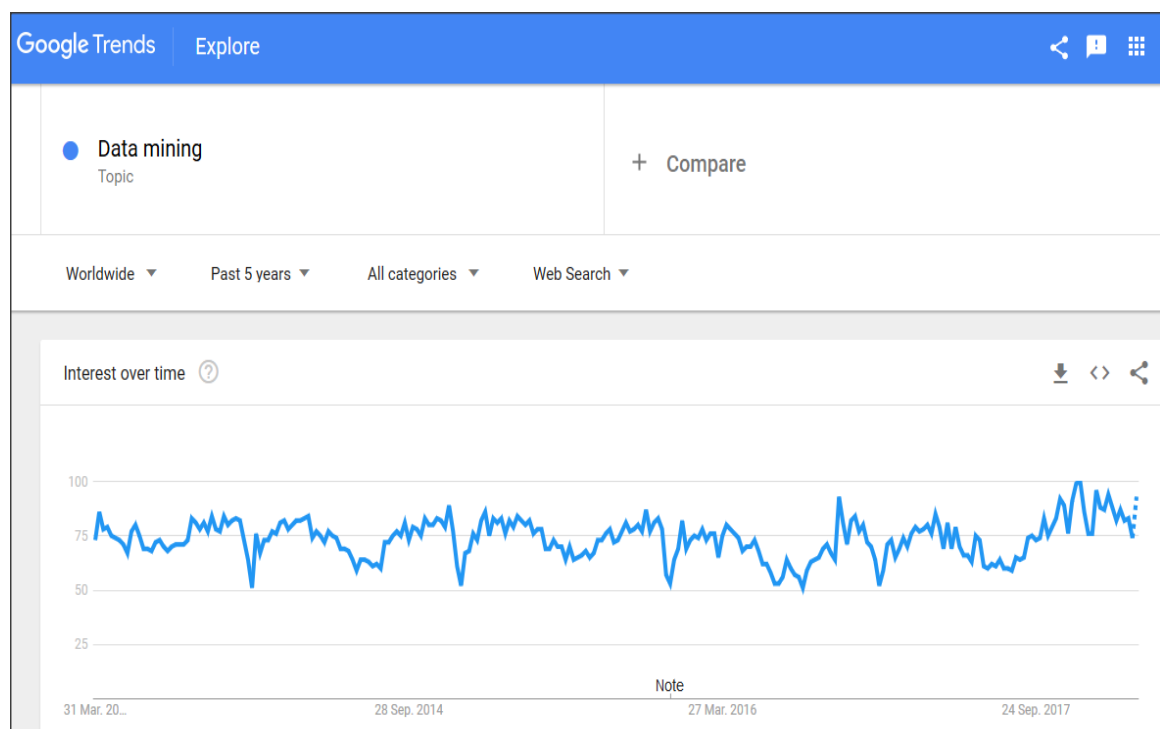 Google Trends Explore
Data mining
Topic
+ Compare
Worldwide Past 5 years All categories Web Search
Interest over time ?
100
75
50
25
Note
31 Mar. 20… 28 Sep. 2014 27 Mar. 2016 24 Sep. 2017